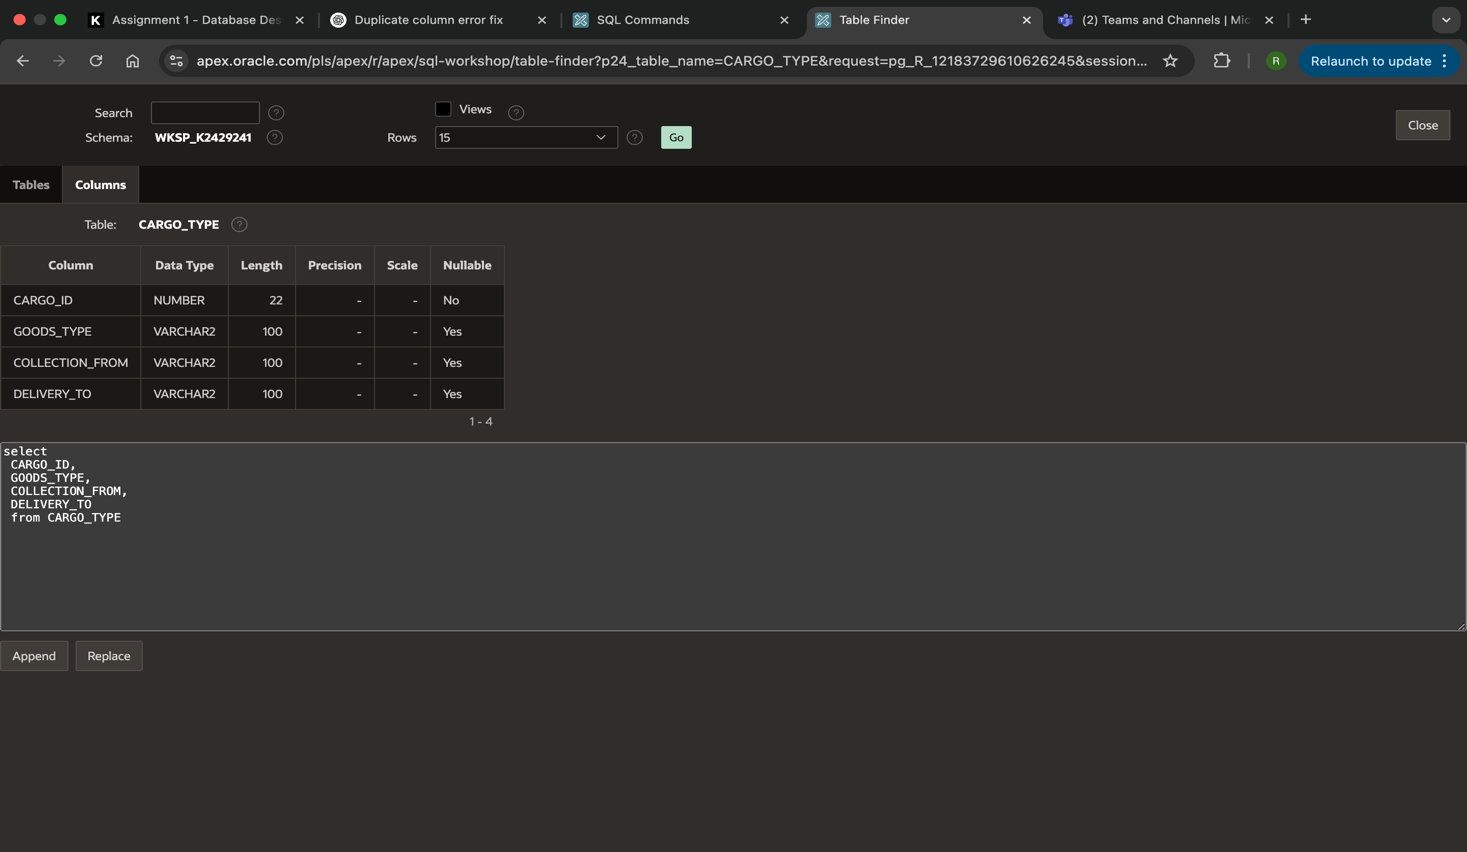 Assignment 1 - Database Des
Duplicate column error fix
SQL Commands
Table Finder
(2) Teams and Channels | Mic
apex.oracle.com/pls/apex/r/apex/sql-workshop/table-finder?p24_table_name=CARGO_TYPE&request=pg_R_12183729610626245&session...
R
Relaunch to update
Search
Views
Schema: WKSP_K2429241
Rows 15
Go
Close
Tables Columns
Table: CARGO_TYPE
Column Data Type Length Precision Scale Nullable
CARGO_ID NUMBER 22 - - No
GOODS_TYPE VARCHAR2 100 - - Yes
COLLECTION_FROM VARCHAR2 100 - - Yes
DELIVERY_TO VARCHAR2 100 - - Yes
1 - 4
select
CARGO_ID,
GOODS_TYPE,
COLLECTION_FROM,
DELIVERY_TO
from CARGO_TYPE
Append Replace